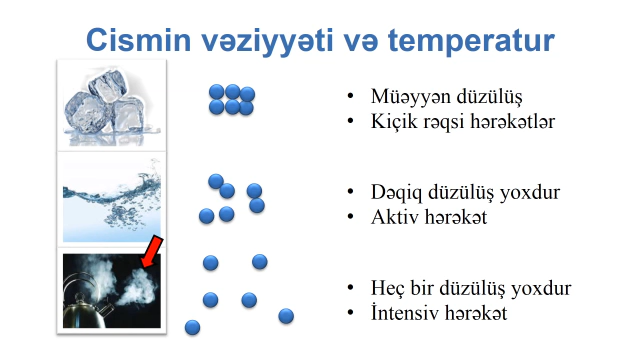 Cismin vəziyyəti və temperatur
• Müəyyən düzülüş
• Kiçik rəqsi hərəkətlər
• Dəqiq düzülüş yoxdur
• Aktiv hərəkət
• Heç bir düzülüş yoxdur
• İntensiv hərəkət